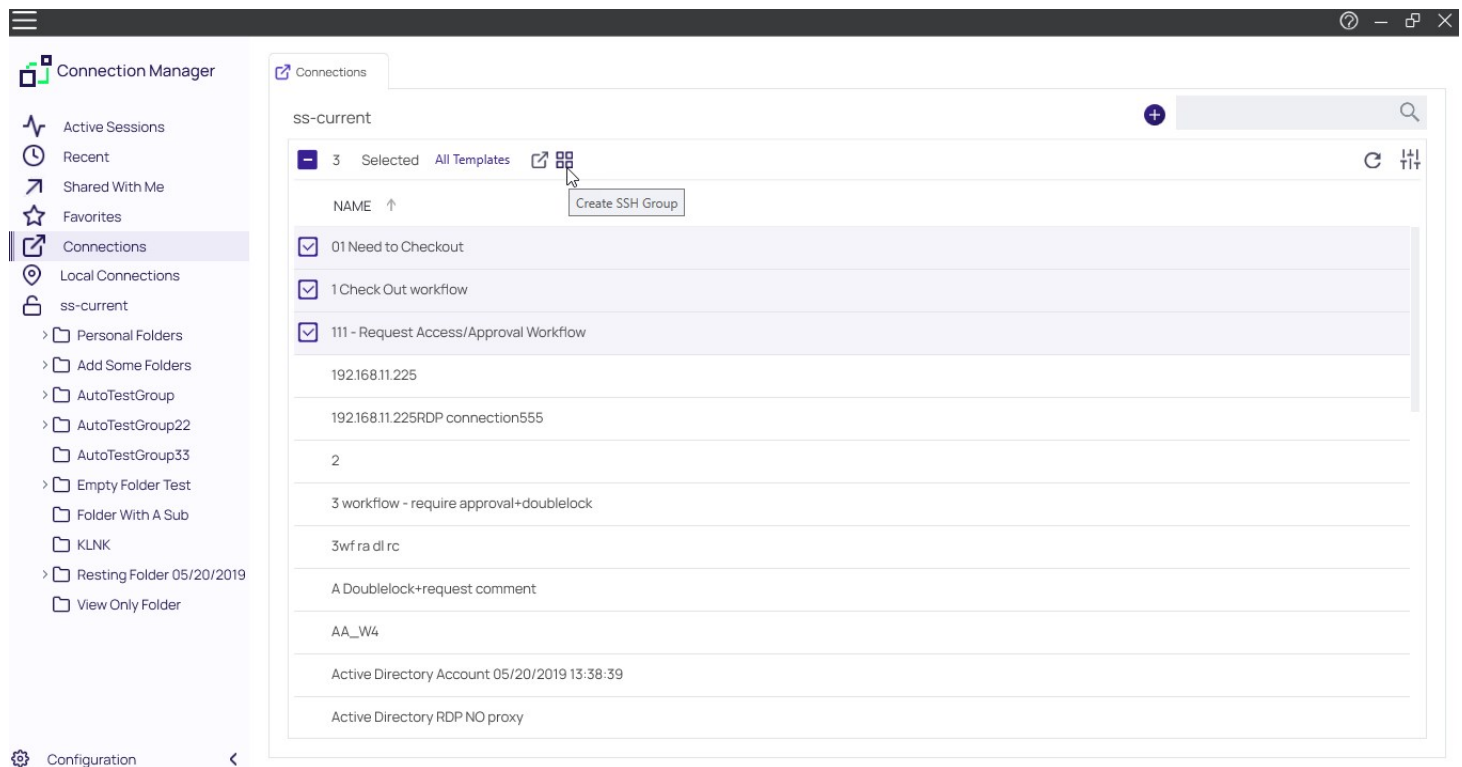 Connection Manager
Active Sessions
Recent
Shared With Me
Favorites
Connections
Local Connections
ss-current
Personal Folders
Add Some Folders
AutoTestGroup
AutoTestGroup22
AutoTestGroup33
Empty Folder Test
Folder With A Sub
KLNK
Resting Folder 05/20/2019
View Only Folder
Configuration
Connections
ss-current
3 Selected All Templates
Create SSH Group
NAME
01 Need to Checkout
1 Check Out workflow
111 - Request Access/Approval Workflow
192.168.11.225
192.168.11.225RDP connection555
2
3 workflow - require approval+doublelock
3wf ra dl rc
A Doublelock+request comment
AA_W4
Active Directory Account 05/20/2019 13:38:39
Active Directory RDP NO proxy